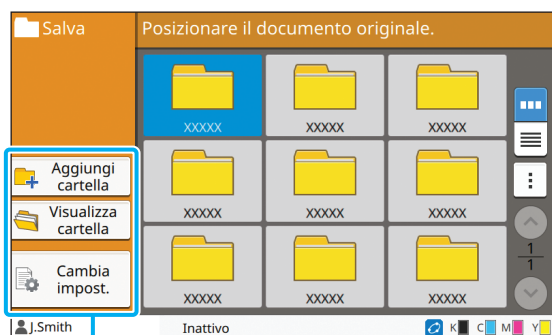 Salva
Posizionare il documento originale.
XXXXX
XXXXX
XXXXX
Aggiungi
cartella
XXXXX
XXXXX
XXXXX
Visualizza
cartella
1
1
Cambia
impost.
XXXXX
XXXXX
XXXXX
J.Smith
Inattivo
K C M Y